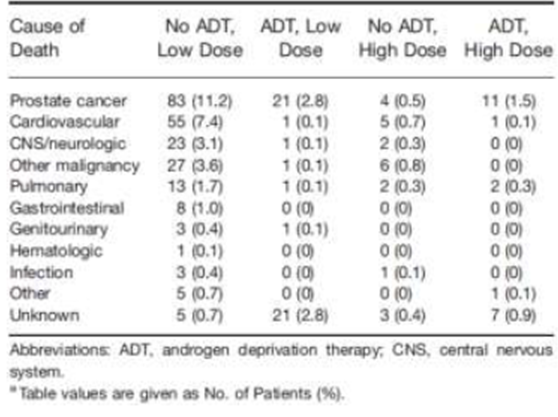 Cause of Death No ADT, Low Dose ADT, Low Dose No ADT, High Dose ADT, High Dose
Prostate cancer 83 (11.2) 21 (2.8) 4 (0.5) 11 (1.5)
Cardiovascular 55 (7.4) 1 (0.1) 5 (0.7) 1 (0.1)
CNS/neurologic 23 (3.1) 1 (0.1) 2 (0.3) 0 (0)
Other malignancy 27 (3.6) 1 (0.1) 6 (0.8) 0 (0)
Pulmonary 13 (1.7) 1 (0.1) 2 (0.3) 2 (0.3)
Gastrointestinal 8 (1.0) 0 (0) 0 (0) 0 (0)
Genitourinary 3 (0.4) 1 (0.1) 0 (0) 0 (0)
Hematologic 1 (0.1) 0 (0) 0 (0) 0 (0)
Infection 3 (0.4) 0 (0) 1 (0.1) 0 (0)
Other 5 (0.7) 0 (0) 0 (0) 1 (0.1)
Unknown 5 (0.7) 21 (2.8) 3 (0.4) 7 (0.9)
Abbreviations: ADT, androgen deprivation therapy; CNS, central nervous
system.
ᵃTable values are given as No. of Patients (%).